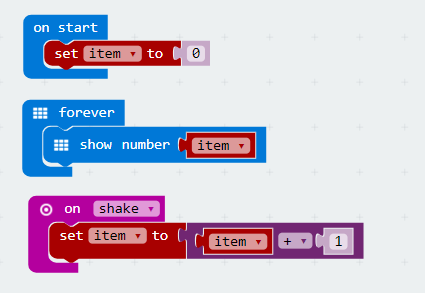 on start
set item to 0
forever
show number item
on shake
set item to item + 1